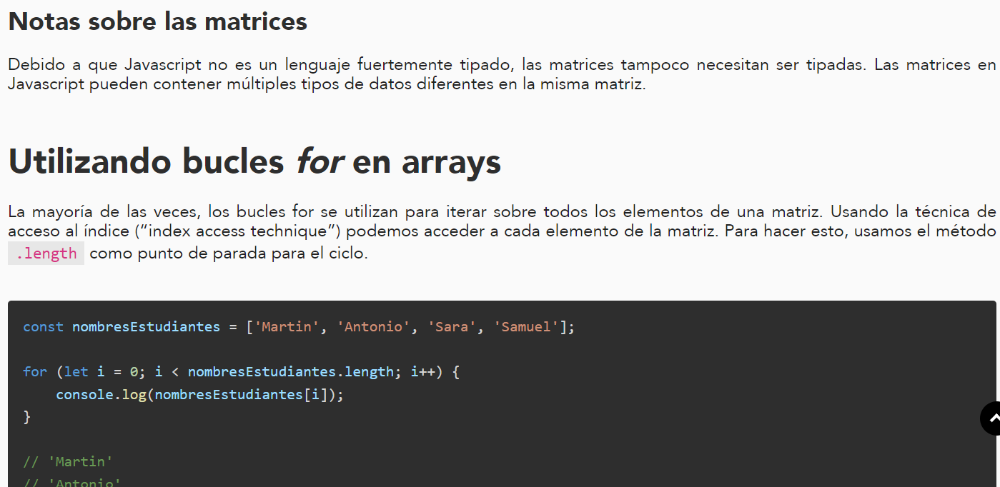 Notas sobre las matrices
Debido a que Javascript no es un lenguaje fuertemente tipado, las matrices tampoco necesitan ser tipadas. Las matrices en
Javascript pueden contener múltiples tipos de datos diferentes en la misma matriz.
Utilizando bucles for en arrays
La mayoría de las veces, los bucles for se utilizan para iterar sobre todos los elementos de una matriz. Usando la técnica de
acceso al índice (“index access technique”) podemos acceder a cada elemento de la matriz. Para hacer esto, usamos el método
.length como punto de parada para el ciclo.
const nombresEstudiantes = ['Martin', 'Antonio', 'Sara', 'Samuel'];
for (let i = 0; i < nombresEstudiantes.length; i++) {
    console.log(nombresEstudiantes[i]);
}
// 'Martin'
// 'Antonio'